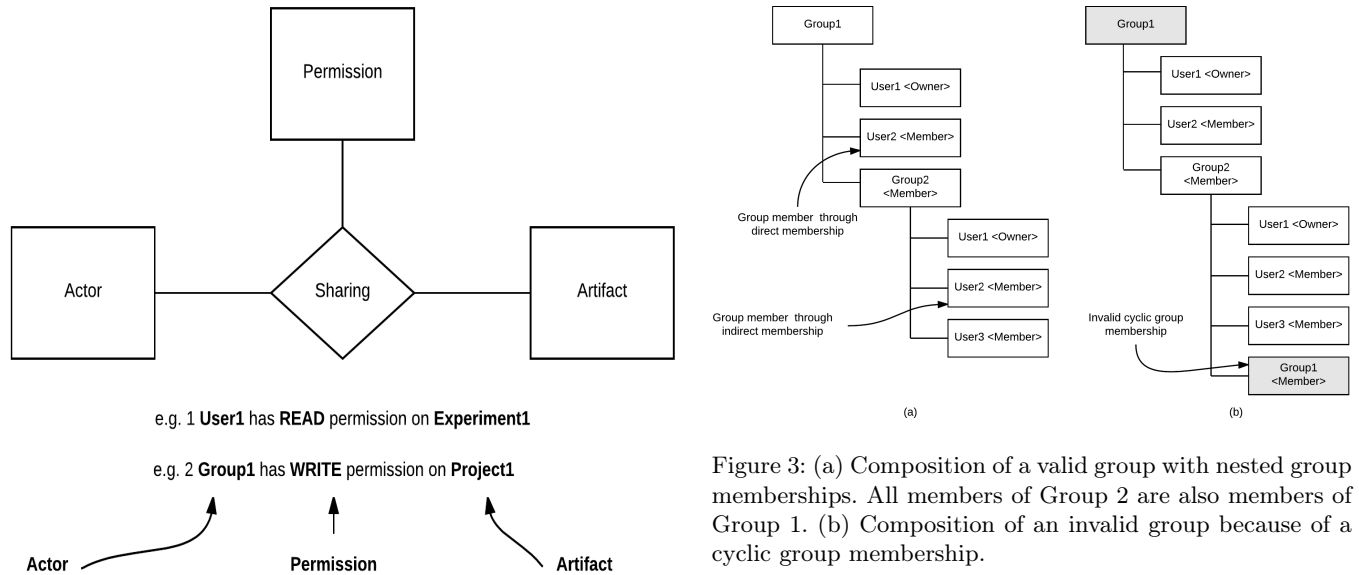 Permission
Actor
Sharing
Artifact
e.g. 1 User1 has READ permission on Experiment1
e.g. 2 Group1 has WRITE permission on Project1
Actor
Permission
Artifact
Group1
User1 <Owner>
User2 <Member>
Group2
<Member>
Group member through
direct membership
User1 <Owner>
Group member through
indirect membership
User2 <Member>
User3 <Member>
(a)
Group1
User1 <Owner>
User2 <Member>
Group2
<Member>
User1 <Owner>
User2 <Member>
Invalid cyclic group
membership
User3 <Member>
Group1
<Member>
(b)
Figure 3: (a) Composition of a valid group with nested group
memberships. All members of Group 2 are also members of
Group 1. (b) Composition of an invalid group because of a
cyclic group membership.